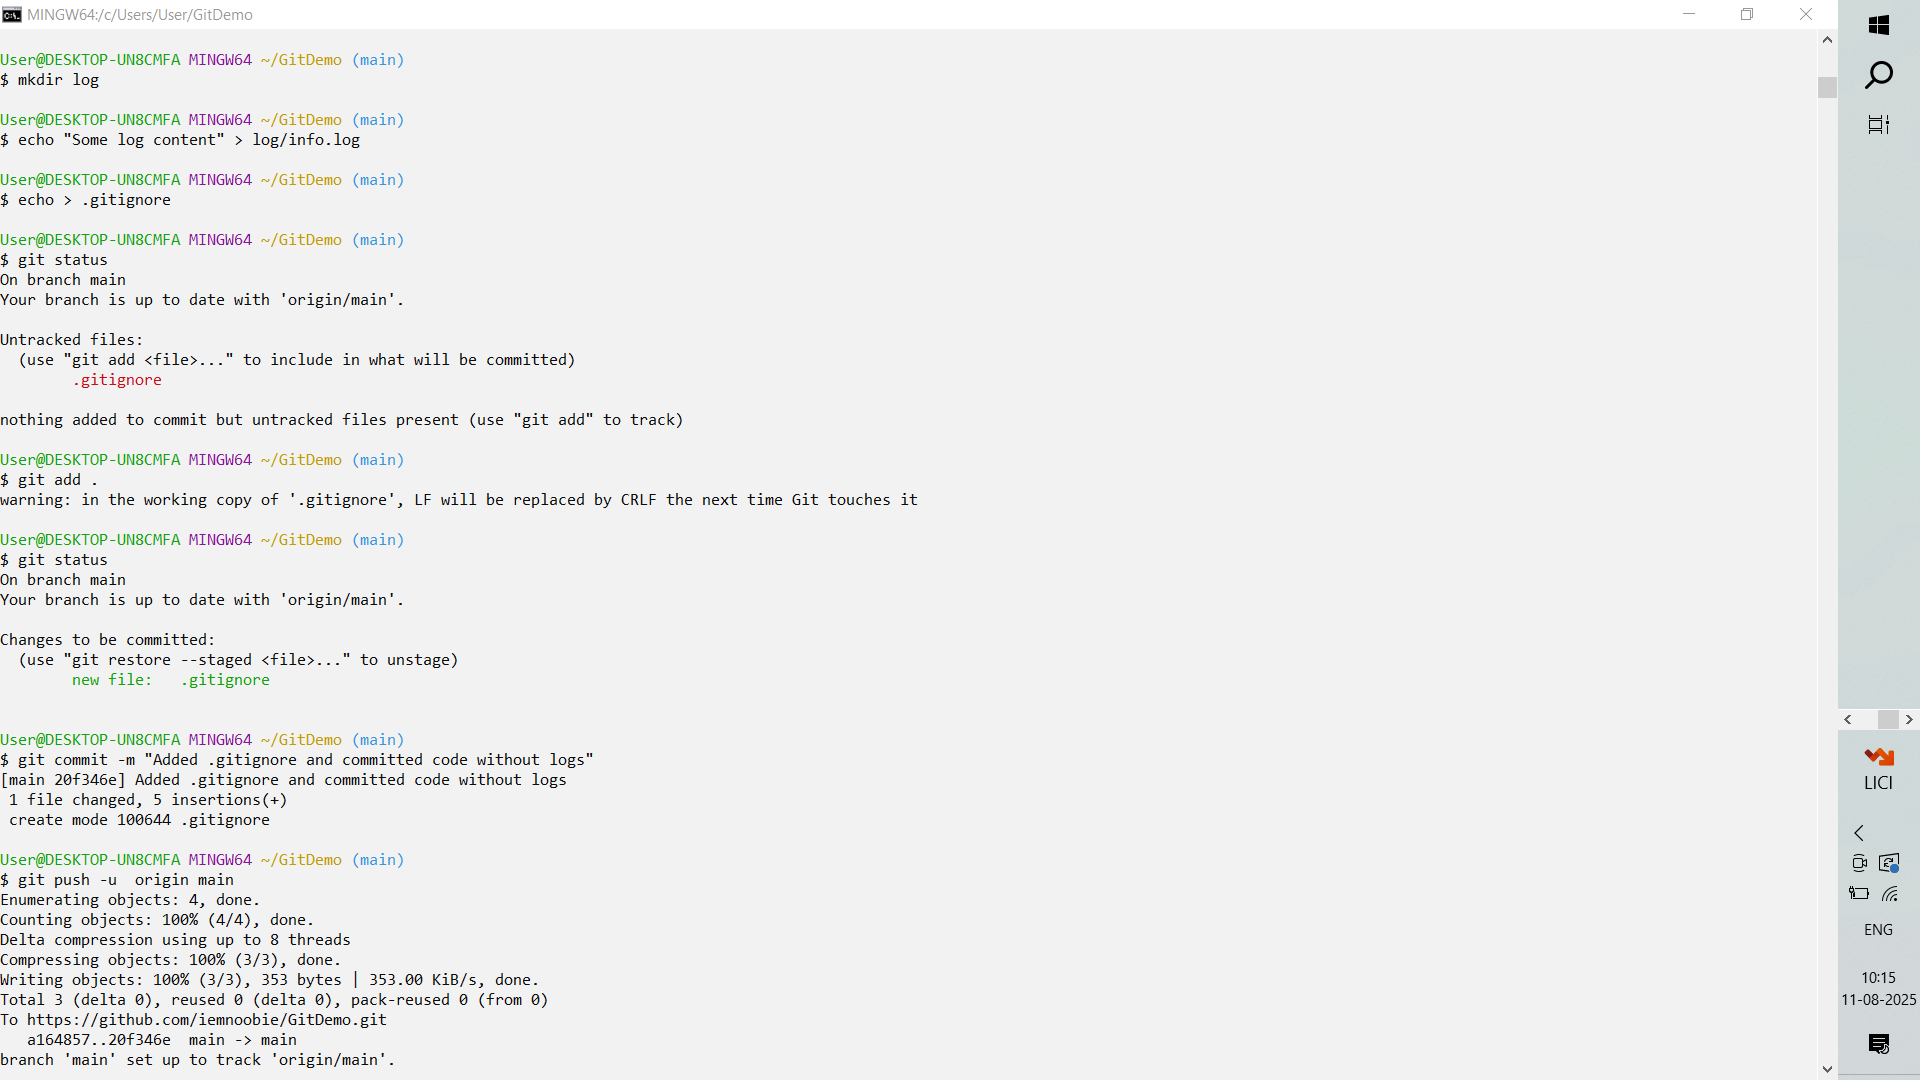 MINGW64:/c/Users/User/GitDemo
User@DESKTOP-UN8CMFA MINGW64 ~/GitDemo (main)
$ mkdir log
User@DESKTOP-UN8CMFA MINGW64 ~/GitDemo (main)
$ echo "Some log content" > log/info.log
User@DESKTOP-UN8CMFA MINGW64 ~/GitDemo (main)
$ echo > .gitignore
User@DESKTOP-UN8CMFA MINGW64 ~/GitDemo (main)
$ git status
On branch main
Your branch is up to date with 'origin/main'.
Untracked files:
  (use "git add <file>..." to include in what will be committed)
        .gitignore
nothing added to commit but untracked files present (use "git add" to track)
User@DESKTOP-UN8CMFA MINGW64 ~/GitDemo (main)
$ git add .
warning: in the working copy of '.gitignore', LF will be replaced by CRLF the next time Git touches it
User@DESKTOP-UN8CMFA MINGW64 ~/GitDemo (main)
$ git status
On branch main
Your branch is up to date with 'origin/main'.
Changes to be committed:
  (use "git restore --staged <file>..." to unstage)
        new file:   .gitignore
User@DESKTOP-UN8CMFA MINGW64 ~/GitDemo (main)
$ git commit -m "Added .gitignore and committed code without logs"
[main 20f346e] Added .gitignore and committed code without logs
 1 file changed, 5 insertions(+)
 create mode 100644 .gitignore
User@DESKTOP-UN8CMFA MINGW64 ~/GitDemo (main)
$ git push -u  origin main
Enumerating objects: 4, done.
Counting objects: 100% (4/4), done.
Delta compression using up to 8 threads
Compressing objects: 100% (3/3), done.
Writing objects: 100% (3/3), 353 bytes | 353.00 KiB/s, done.
Total 3 (delta 0), reused 0 (delta 0), pack-reused 0 (from 0)
To https://github.com/iemnoobie/GitDemo.git
   a164857..20f346e  main -> main
branch 'main' set up to track 'origin/main'.
LICI
ENG
10:15
11-08-2025